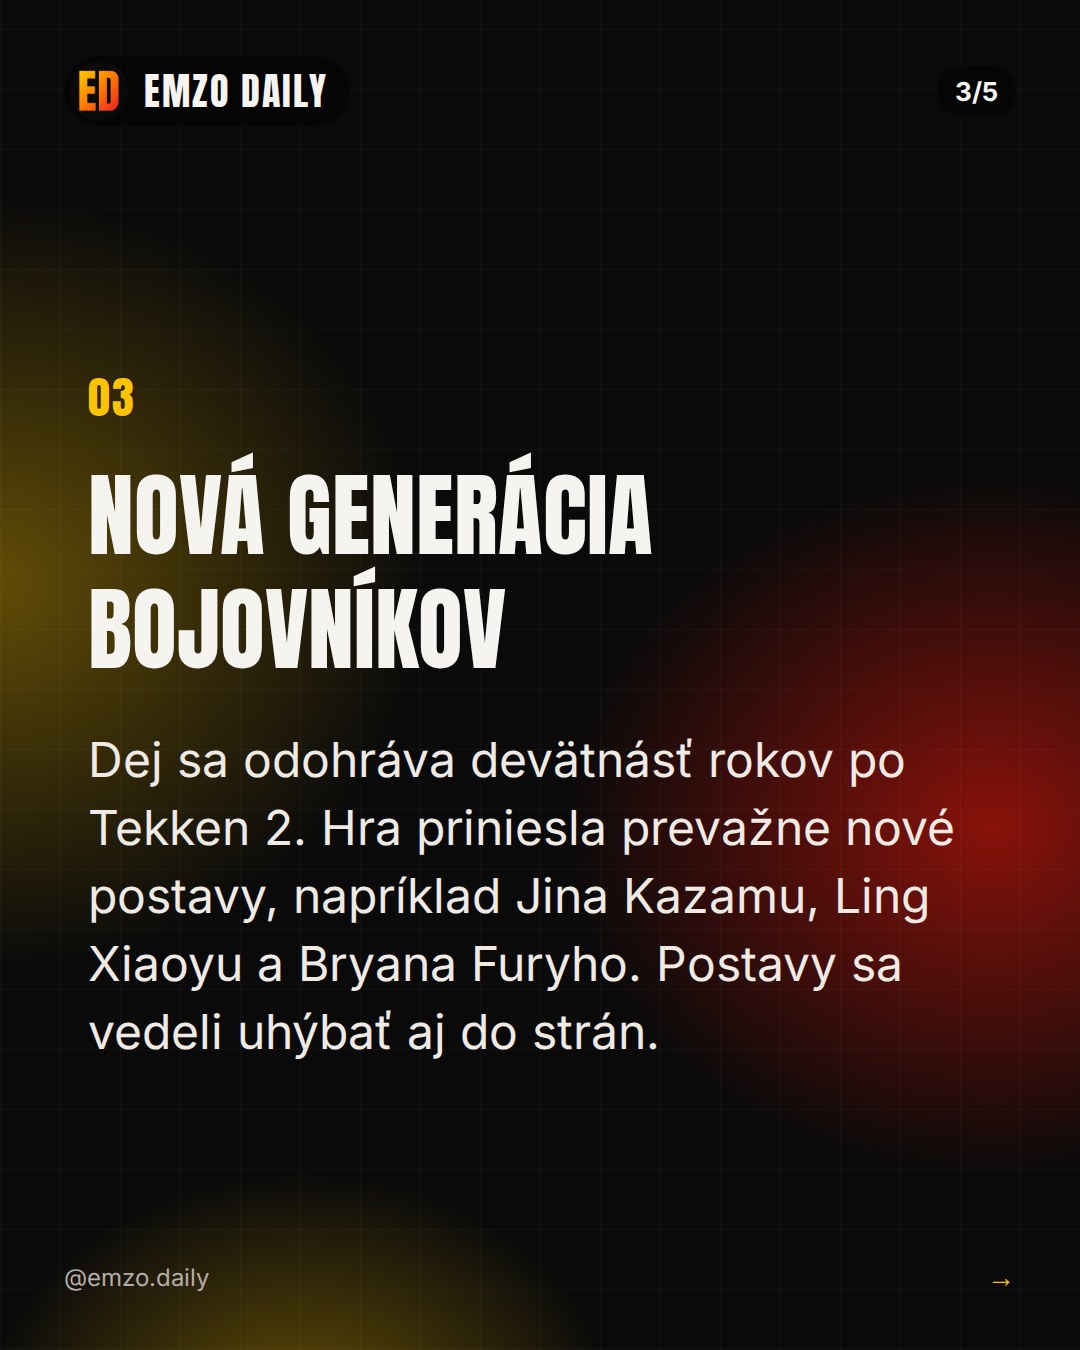 ED EMZO DAILY
3/5
03
NOVÁ GENERÁCIA
BOJOVNÍKOV
Dej sa odohráva devätnásť rokov po
Tekken 2. Hra priniesla prevažne nové
postavy, napríklad Jina Kazamu, Ling
Xiaoyu a Bryana Furyho. Postavy sa
vedeli uhýbať aj do strán.
@emzo.daily
→